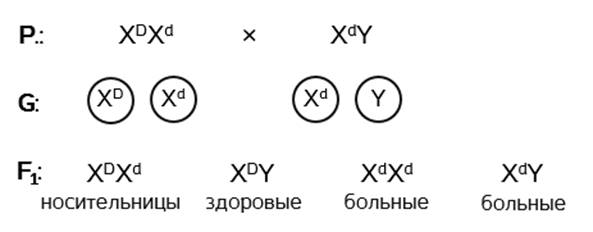 P.: XᴰXᵈ × XᵈY
G: Xᴰ Xᵈ Xᵈ Y
F₁: XᴰXᵈ XᴰY XᵈXᵈ XᵈY
носительницы здоровые больные больные